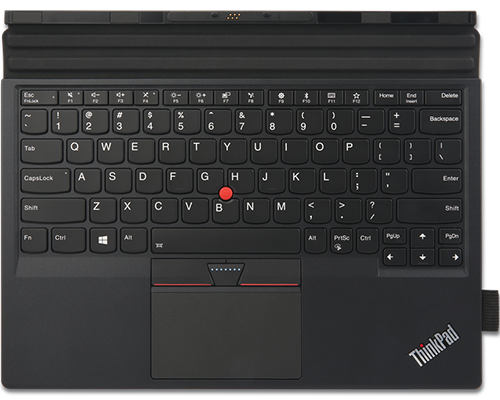 Esc F1 F2 F3 F4 F5 F6 F7 F8 F9 F10 F11 F12 Home End Delete
FnLock Insert
~ ! @ # $ % ^ & * ( ) _ +
` 1 2 3 4 5 6 7 8 9 0 - = Backspace
Tab Q W E R T Y U I O P { } |
[ ] \
CapsLock A S D F G H J K L : " Enter
; '
Shift Z X C V B N M < > ? Shift
, . /
Fn Ctrl Alt Alt PrtSc Ctrl PgUp PgDn
ThinkPad